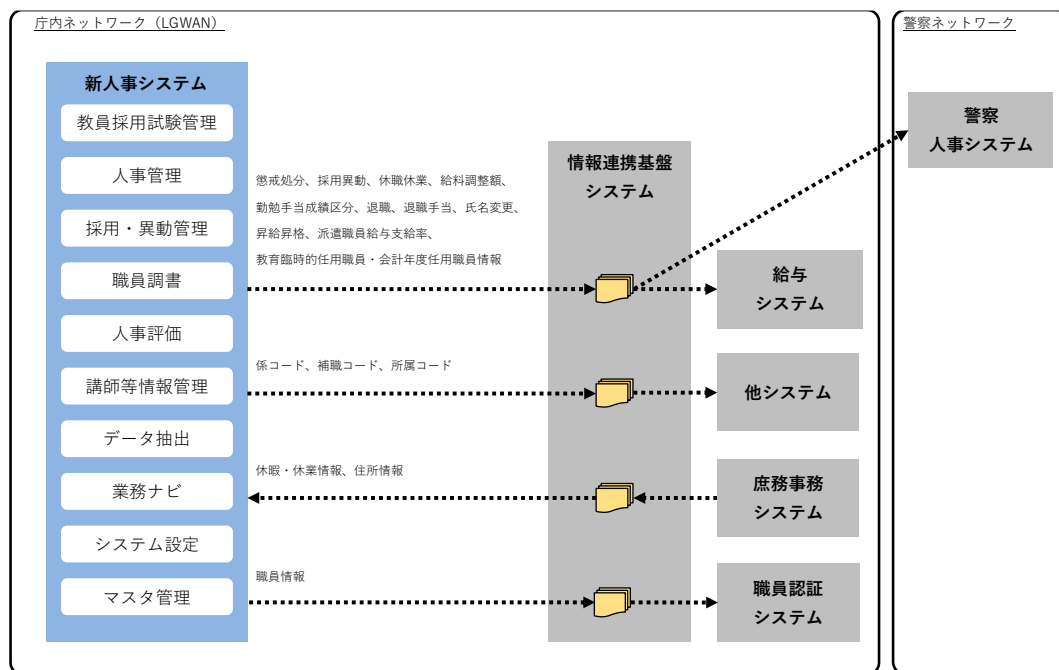 庁内ネットワーク（LGWAN）
新人事システム
教員採用試験管理
人事管理
採用・異動管理
職員調書
人事評価
講師等情報管理
データ抽出
業務ナビ
システム設定
マスタ管理
懲戒処分、採用異動、休職休業、給料調整額、
勤勉手当成績区分、退職、退職手当、氏名変更、
昇給昇格、派遣職員給与支給率、
教育臨時的任用職員・会計年度任用職員情報
係コード、補職コード、所属コード
休暇・休業情報、住所情報
職員情報
情報連携基盤
システム
給与
システム
他システム
庶務事務
システム
職員認証
システム
警察ネットワーク
警察
人事システム